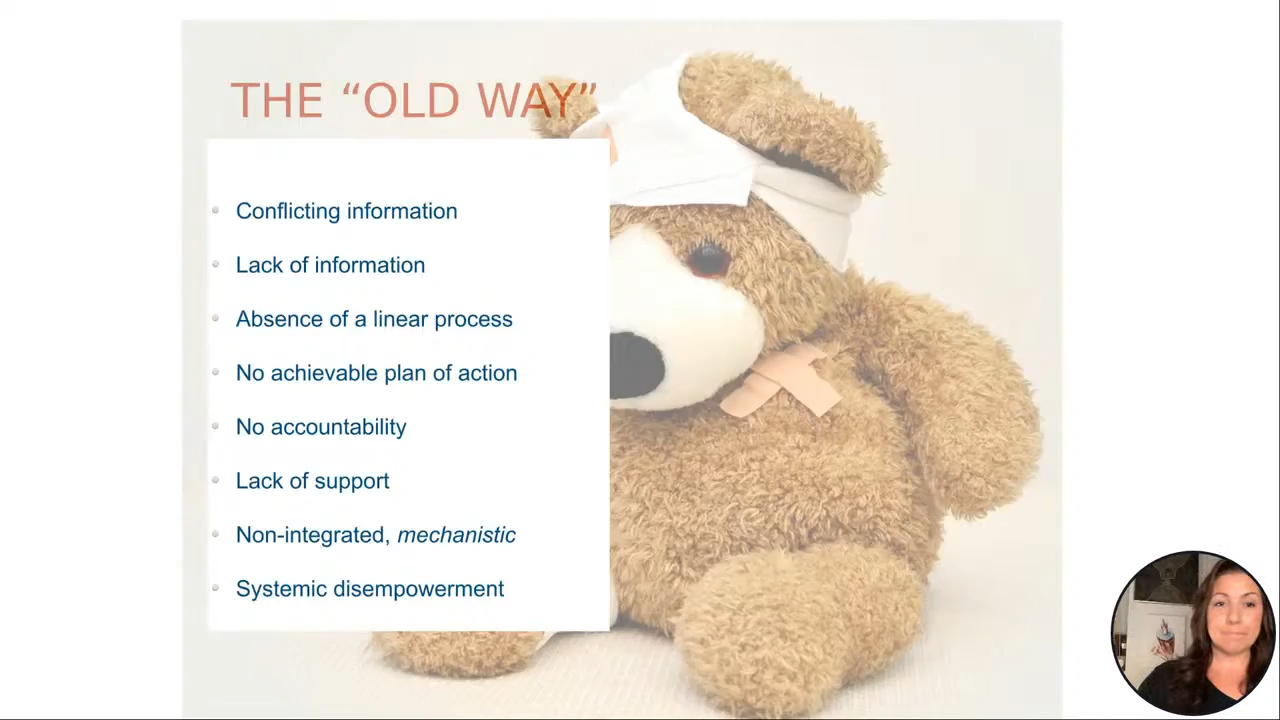 THE “OLD WAY”
Conflicting information
Lack of information
Absence of a linear process
No achievable plan of action
No accountability
Lack of support
Non-integrated, mechanistic
Systemic disempowerment